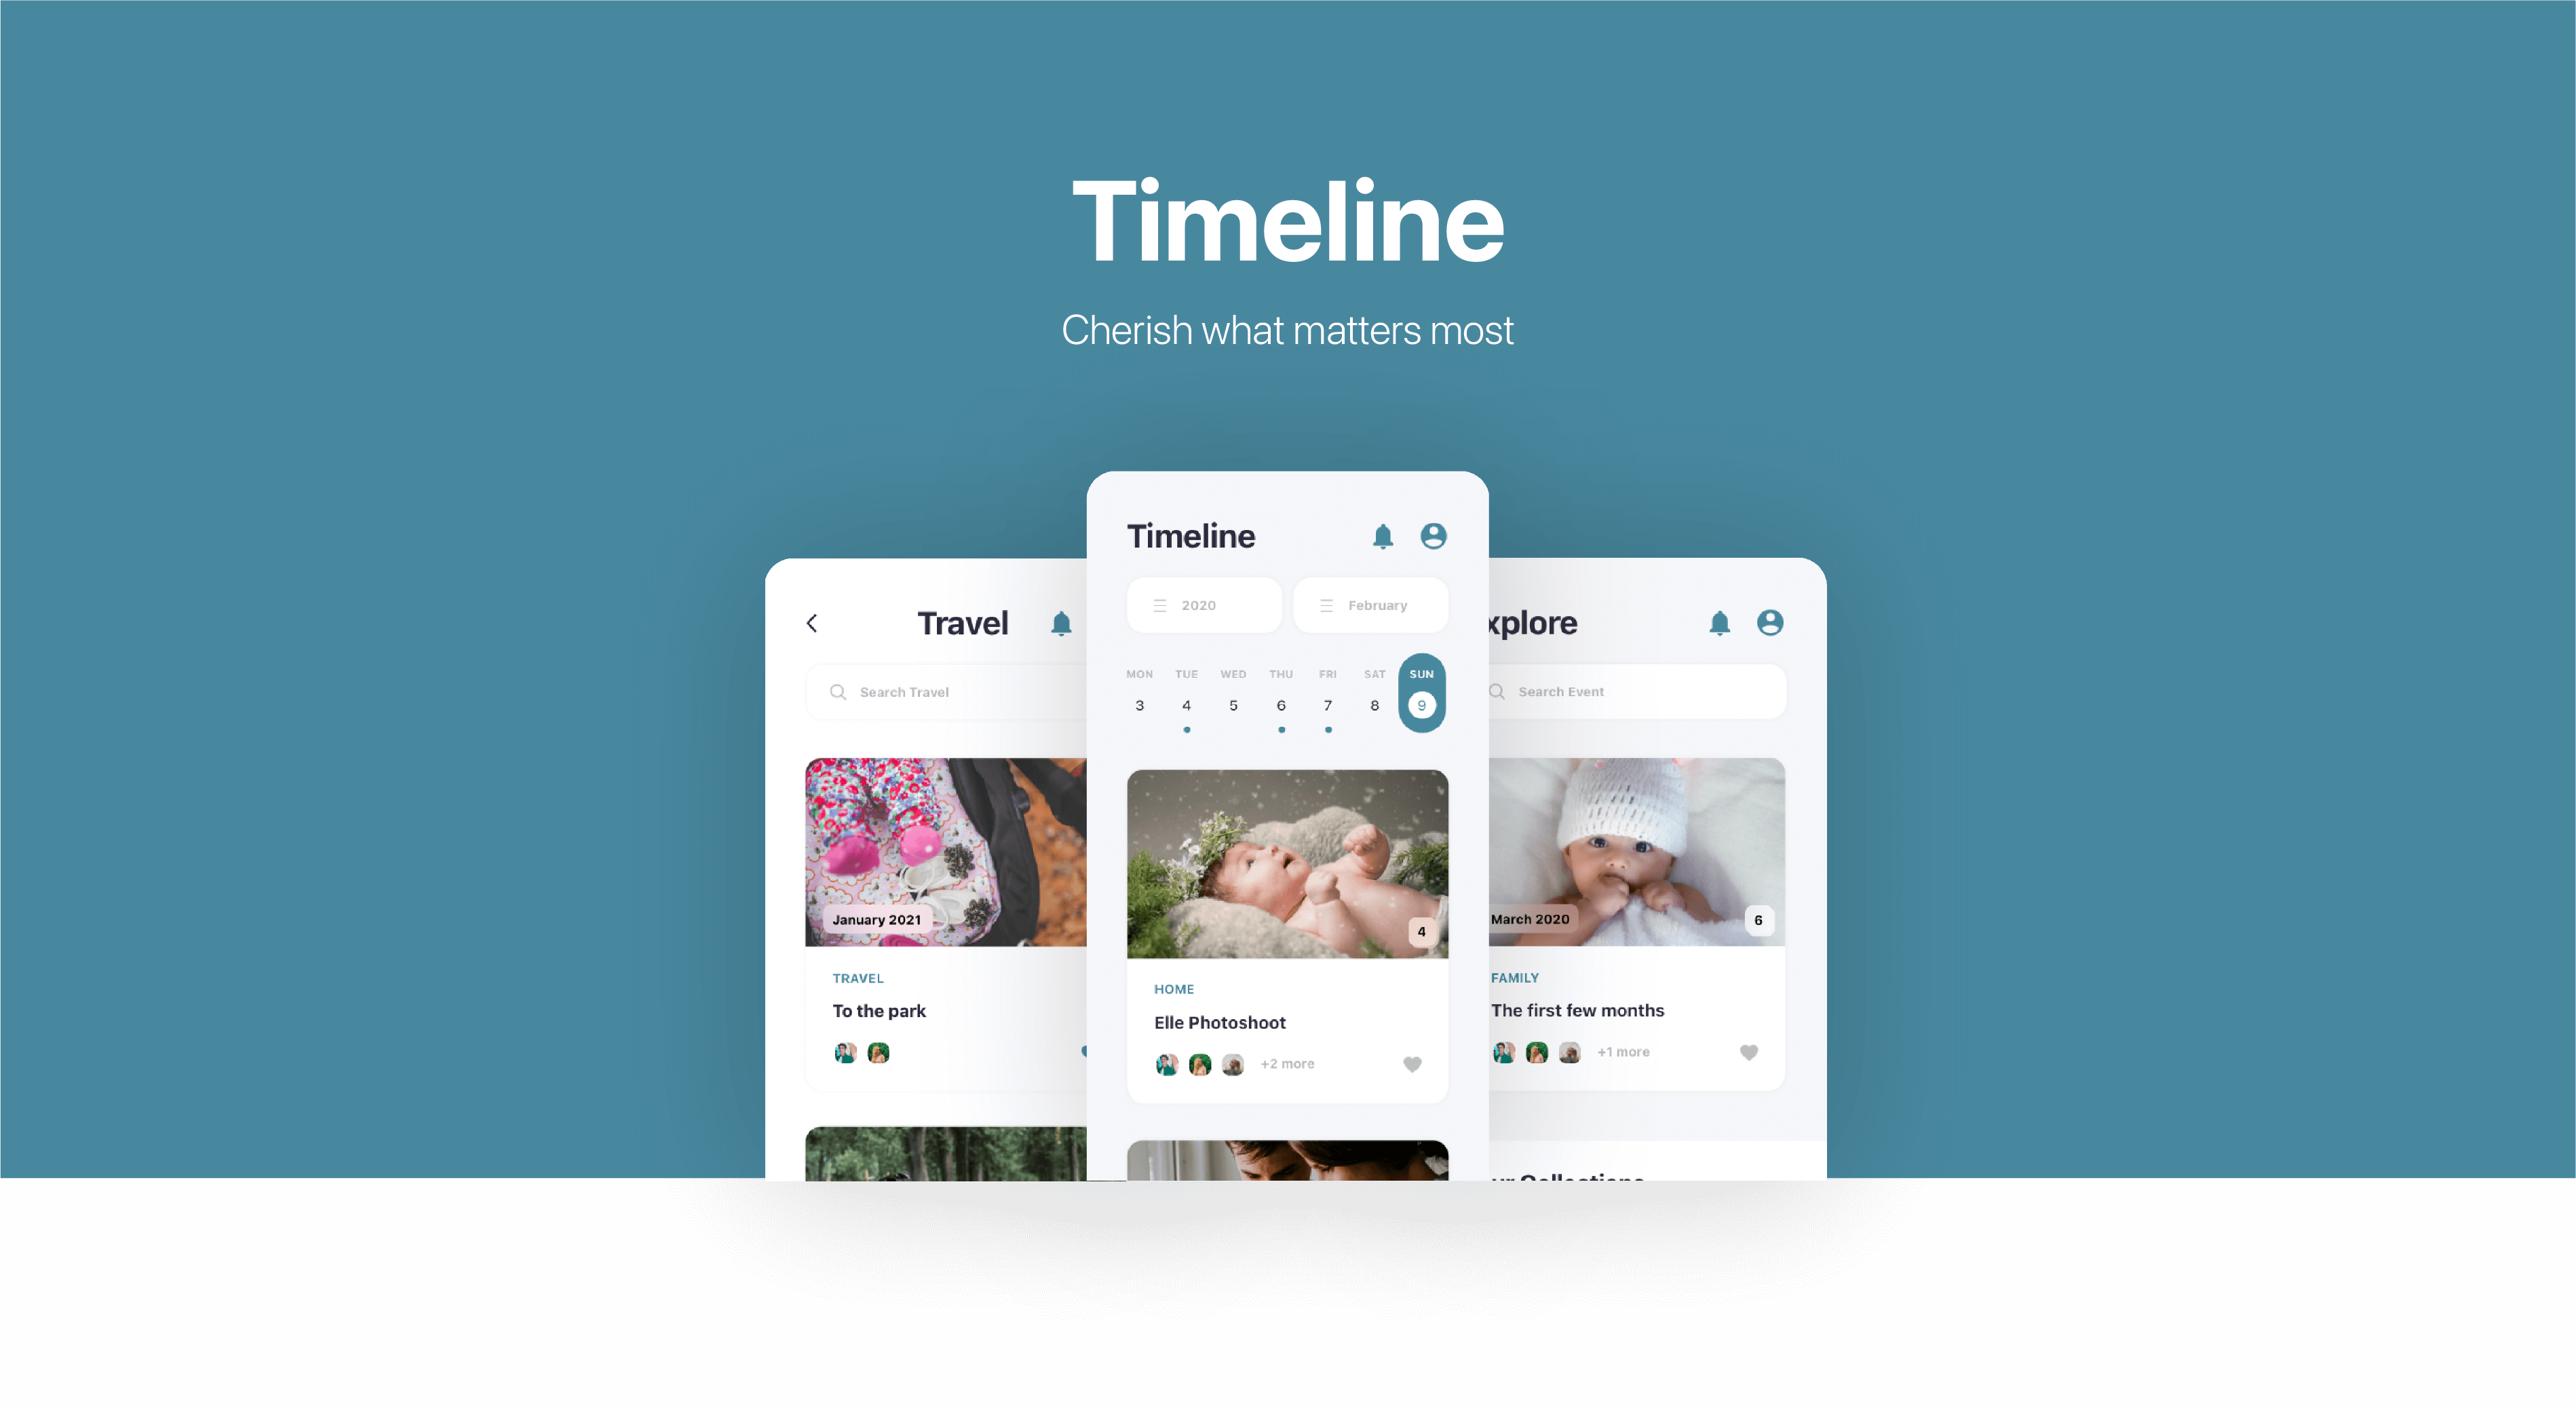 Timeline
Cherish what matters most
Travel
Search Travel
January 2021
TRAVEL
To the park
Timeline
2020
February
MON TUE WED THU FRI SAT SUN
3 4 5 6 7 8 9
4
HOME
Elle Photoshoot
+2 more
xplore
Search Event
March 2020
6
FAMILY
The first few months
+1 more
ur Collections